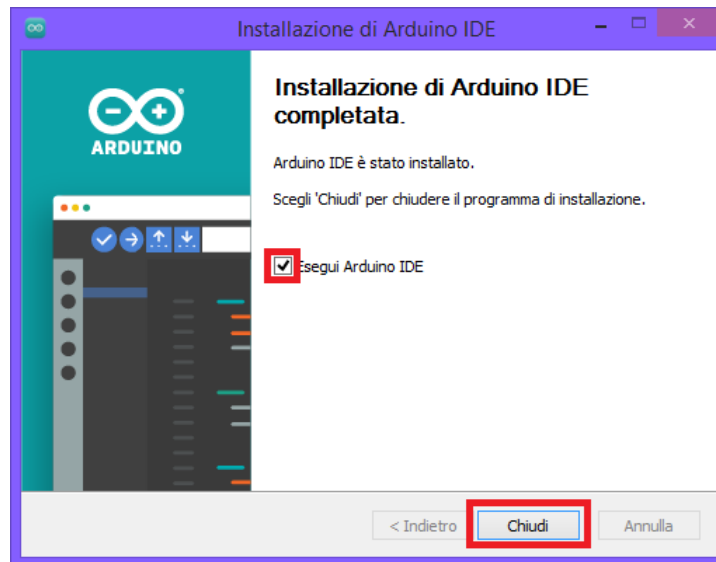 Installazione di Arduino IDE
ARDUINO
Installazione di Arduino IDE
completata.
Arduino IDE è stato installato.
Scegli 'Chiudi' per chiudere il programma di installazione.
Esegui Arduino IDE
< Indietro Chiudi Annulla